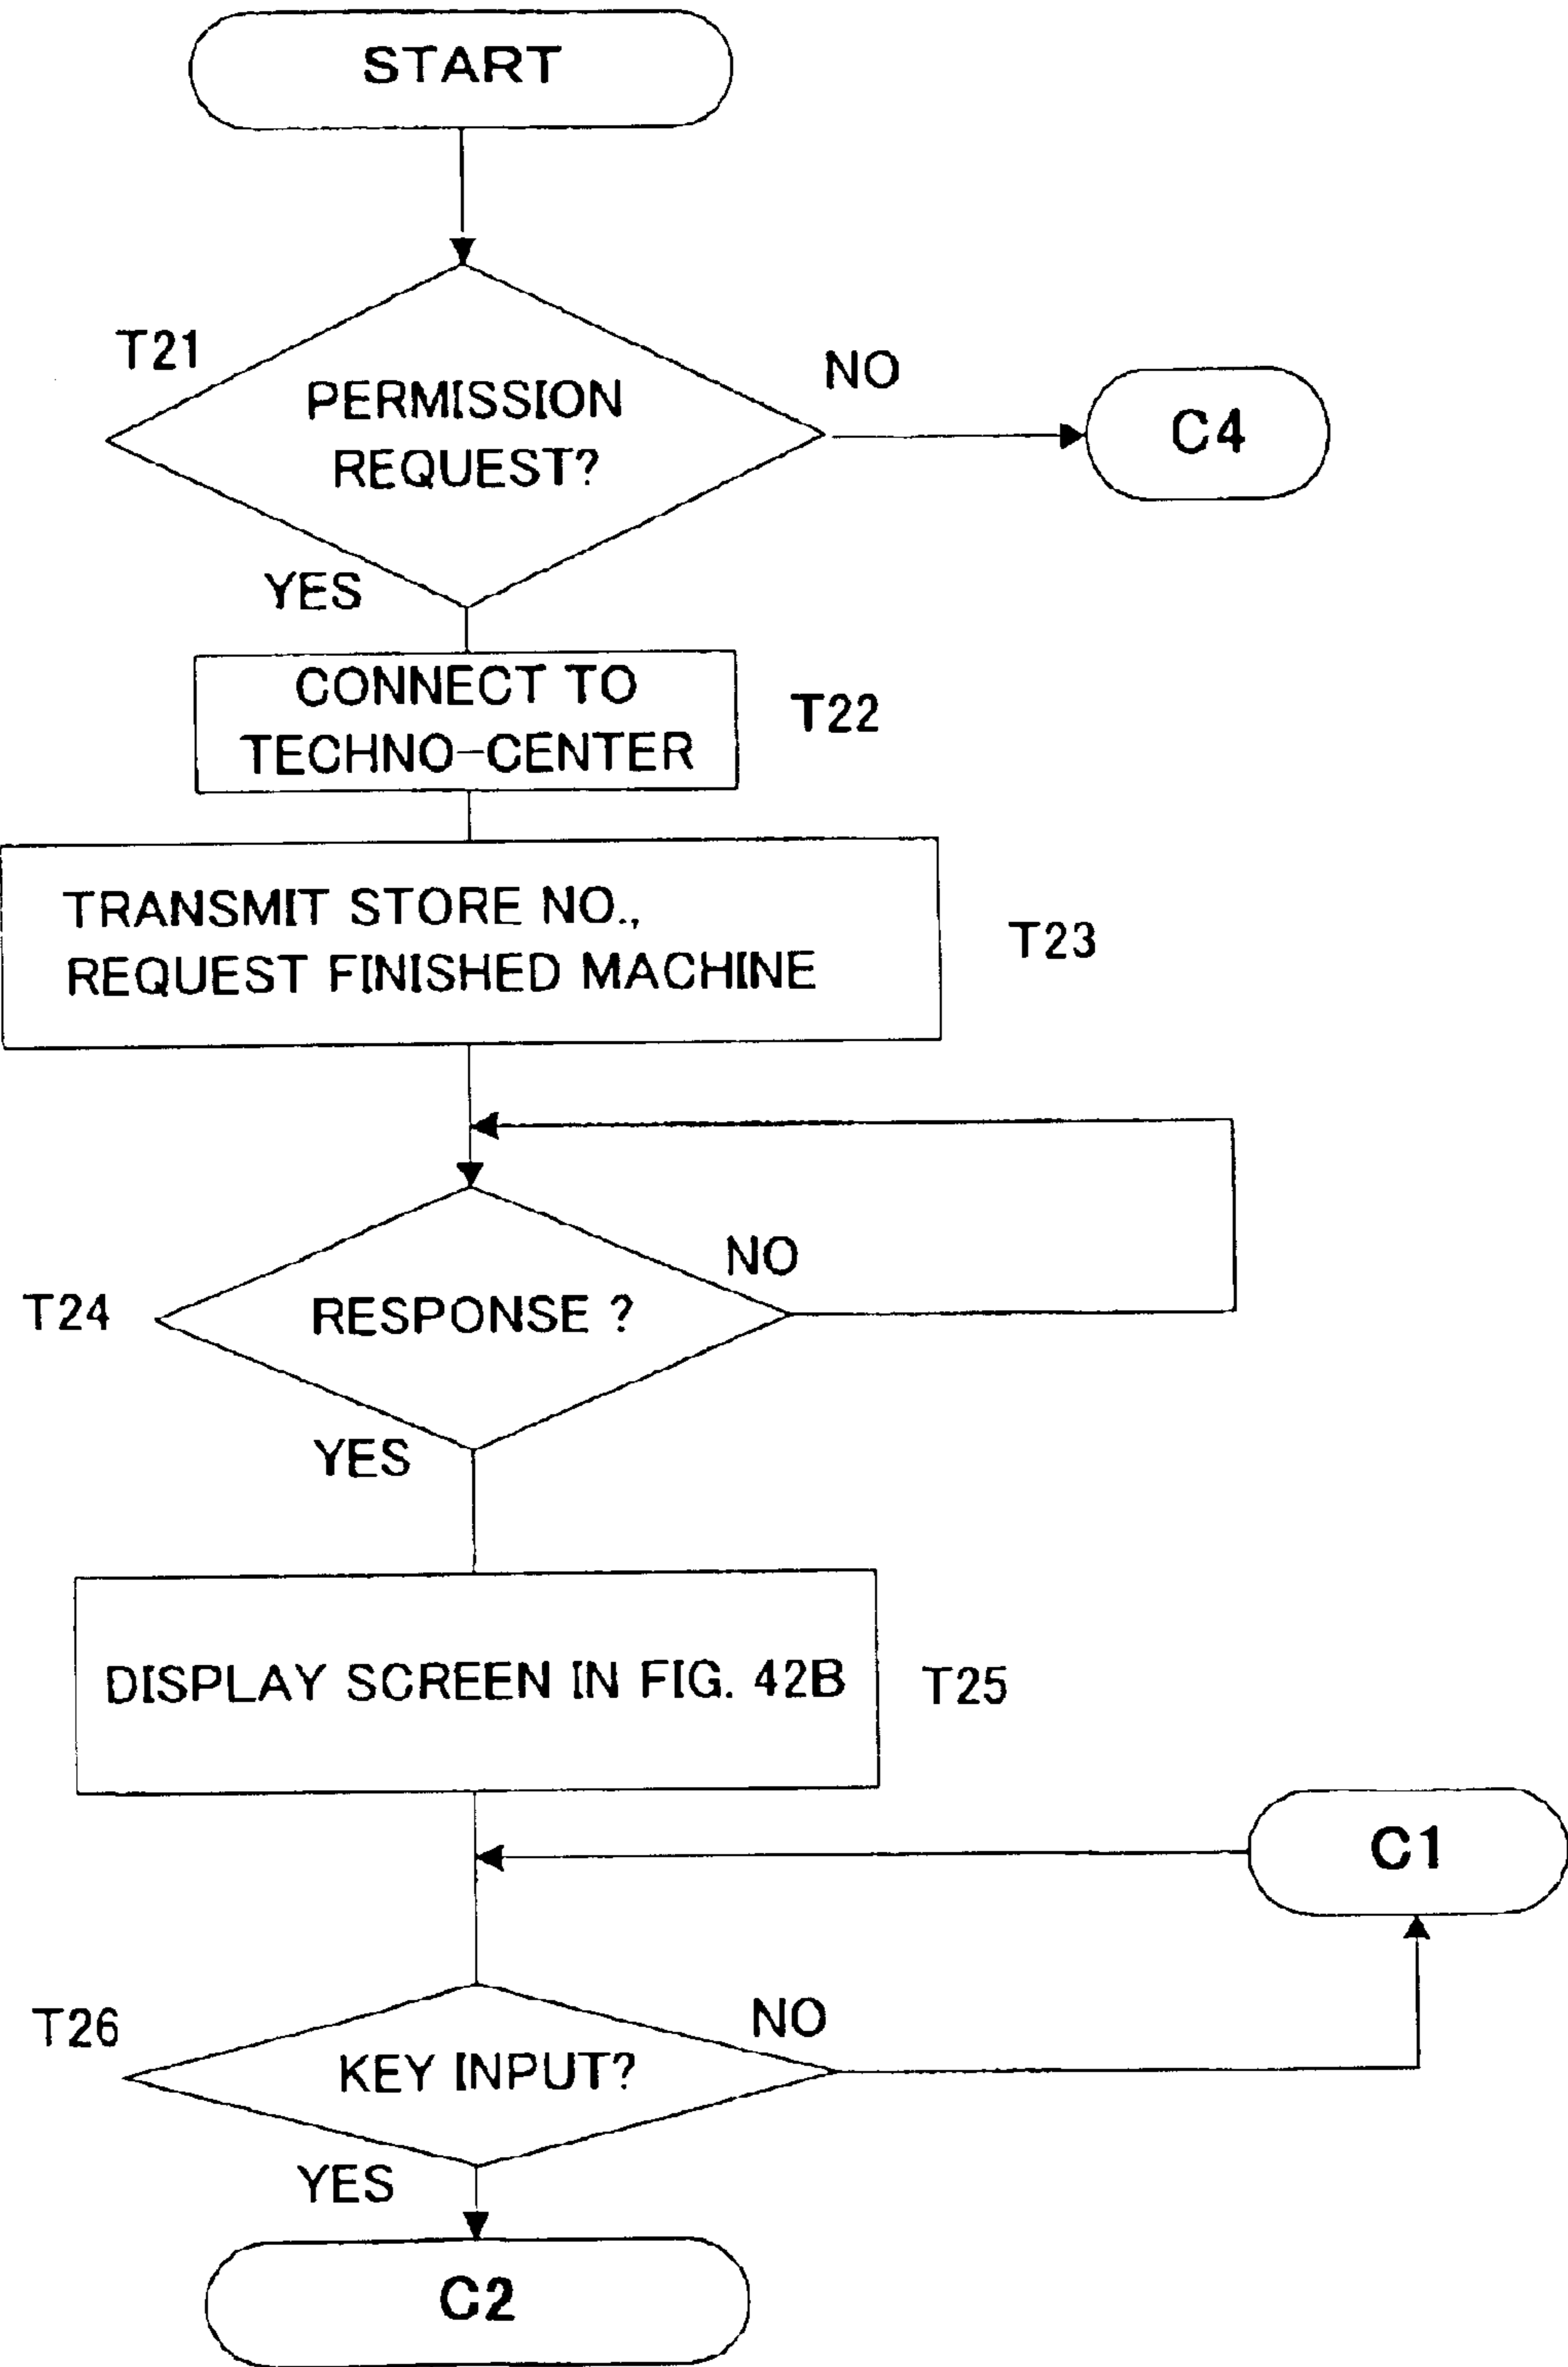 START
T21
PERMISSION
REQUEST?
NO
C4
YES
CONNECT TO
TECHNO-CENTER
T22
TRANSMIT STORE NO.,
REQUEST FINISHED MACHINE
T23
T24
RESPONSE ?
NO
YES
DISPLAY SCREEN IN FIG. 42B
T25
C1
T26
KEY INPUT?
NO
YES
C2